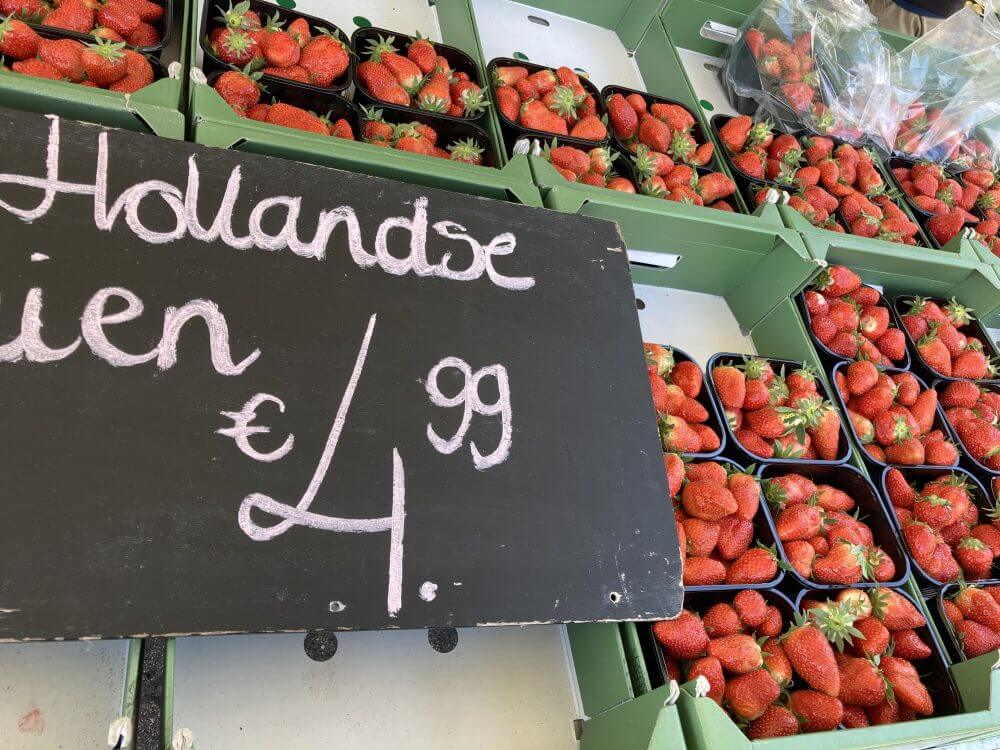 Hollandse
ien
€ 4.99